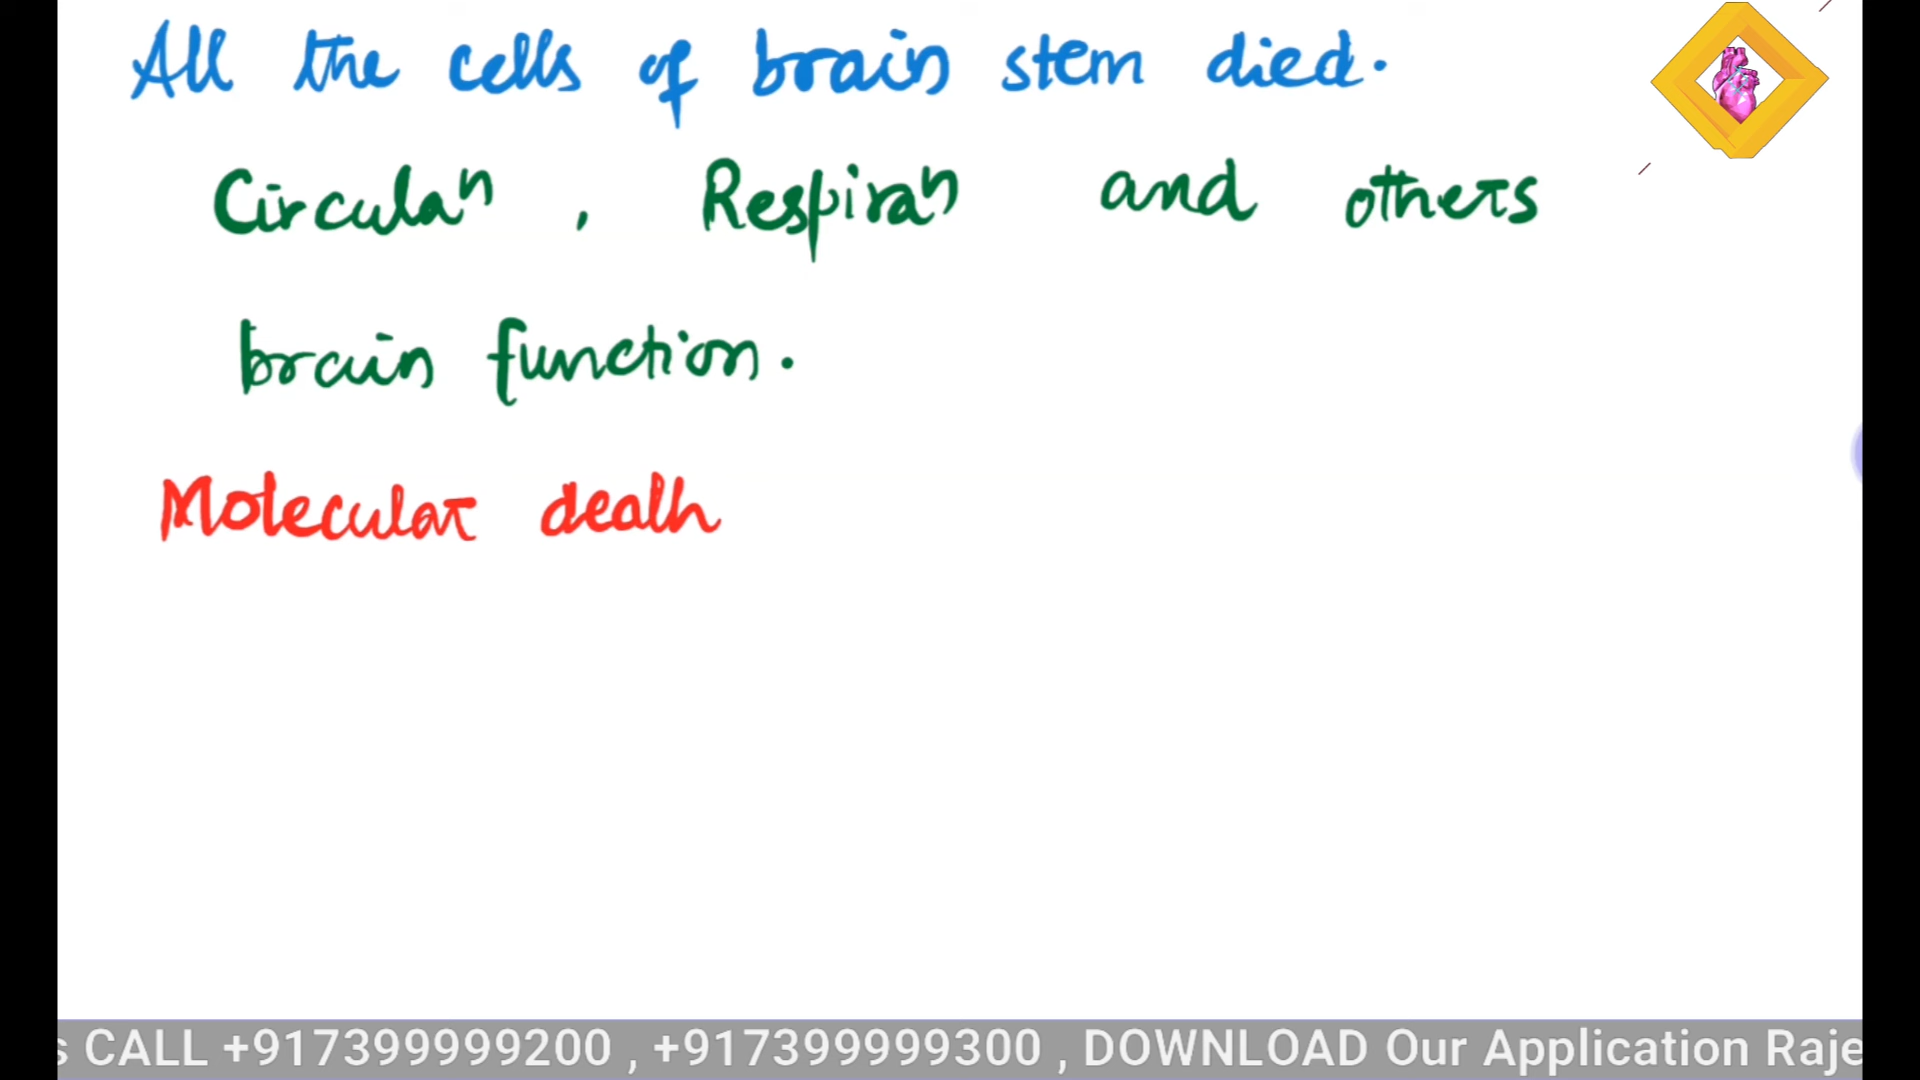 All the cells of brain stem died.
Circulaⁿ , Respiraⁿ and others
brain function.
Molecular death
s CALL +917399999200 , +917399999300 , DOWNLOAD Our Application Raje